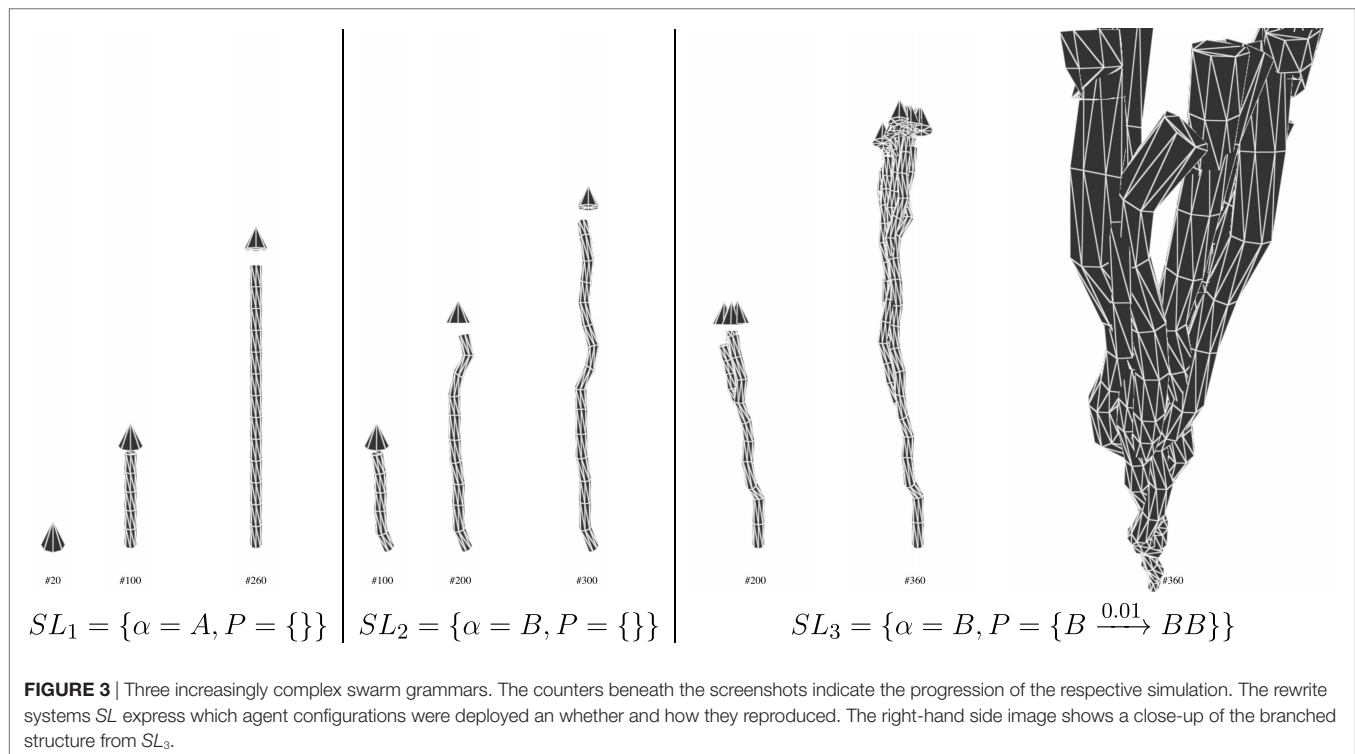 #20
#100
#260
#100
#200
#300
#200
#360
#360
SL₁ = {α = A, P = {}}
SL₂ = {α = B, P = {}}
SL₃ = {α = B, P = {B \xrightarrow{0.01} BB}}
FIGURE 3 | Three increasingly complex swarm grammars. The counters beneath the screenshots indicate the progression of the respective simulation. The rewrite
systems SL express which agent configurations were deployed an whether and how they reproduced. The right-hand side image shows a close-up of the branched
structure from SL₃.